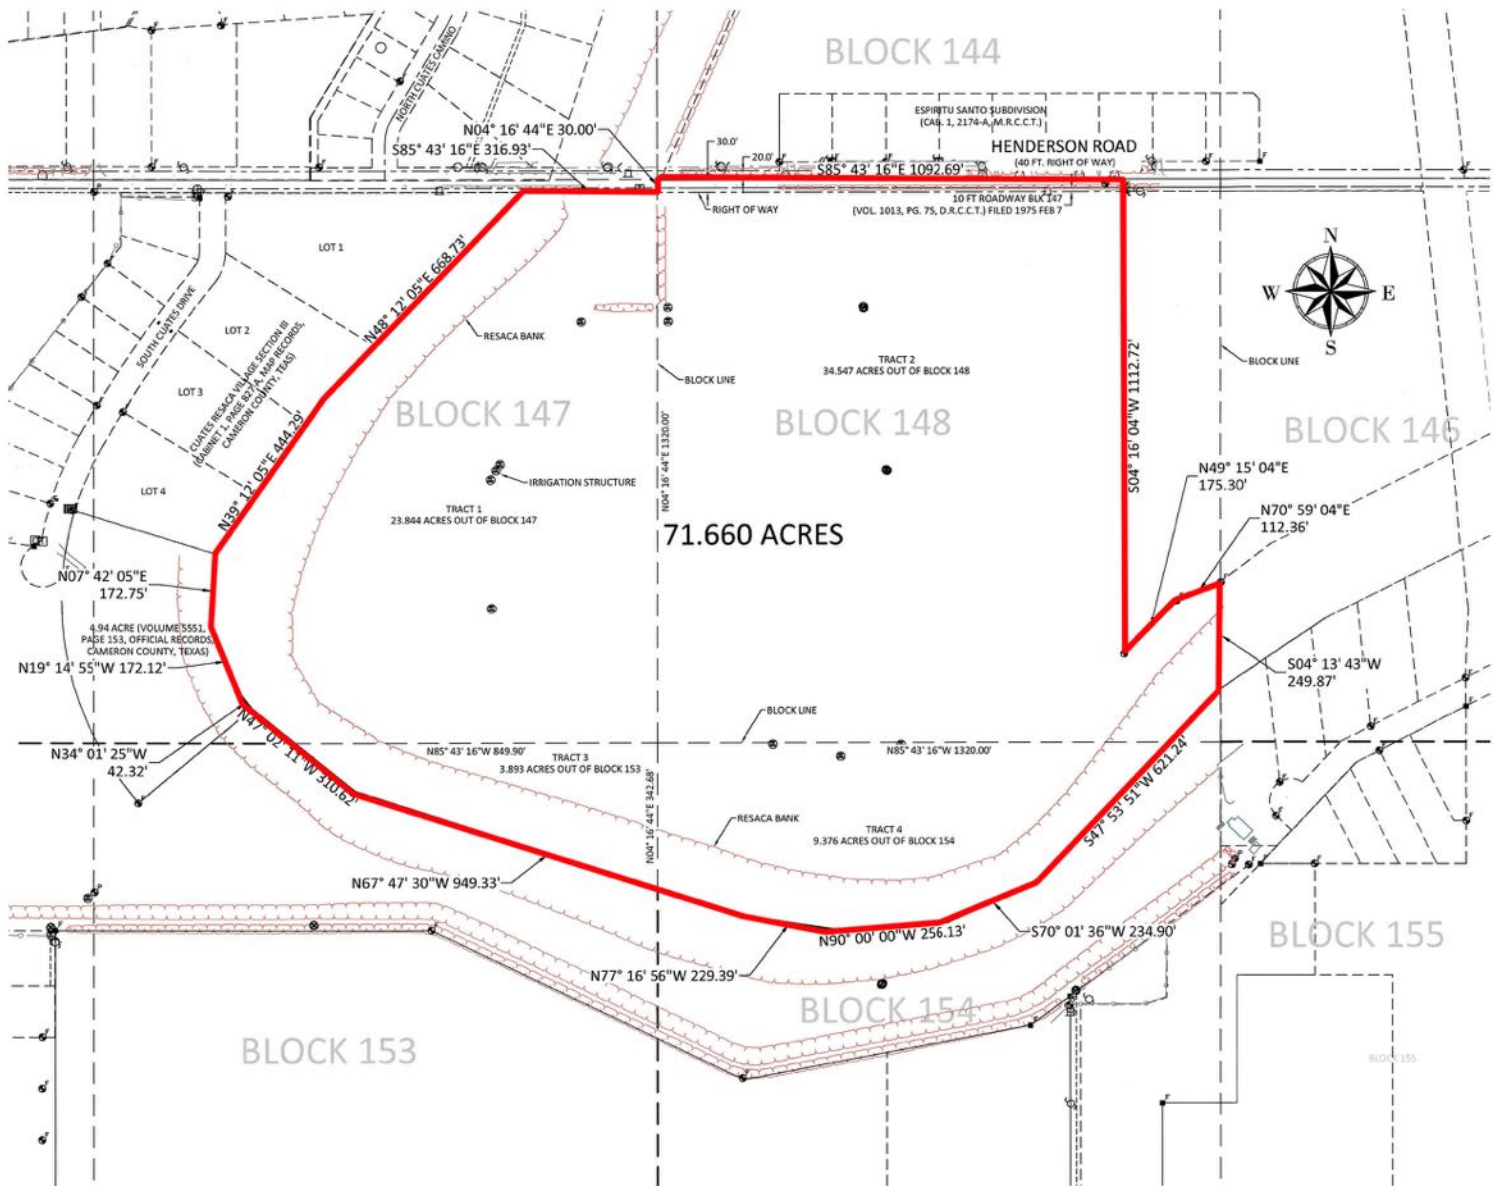 BLOCK 144
NORTH CUATES CAMINO
ESPIRITU SANTO SUBDIVISION
(CAB. 1, 2174-A, M.R.C.C.T.)
N04° 16' 44"E 30.00'
S85° 43' 16"E 316.93'
30.0'
20.0'
HENDERSON ROAD
(40 FT. RIGHT OF WAY)
S85° 43' 16"E 1092.69'
RIGHT OF WAY
10 FT ROADWAY BLK 147
(VOL. 1013, PG. 75, D.R.C.C.T.) FILED 1975 FEB 7
LOT 1
N48° 12' 05"E 668.73'
N
W
E
S
SOUTH CUATES DRIVE
LOT 2
RESACA BANK
TRACT 2
34.547 ACRES OUT OF BLOCK 148
BLOCK LINE
BLOCK LINE
LOT 3
CUATES RESACA VILLAGE SECTION III
(CABINET 1, PAGE 827-A, MAP RECORDS,
CAMERON COUNTY, TEAS)
BLOCK 147
BLOCK 148
BLOCK 146
S04° 16' 04"W 1112.72'
N04° 16' 44"E 1320.00'
N39° 12' 05"E 444.29'
LOT 4
IRRIGATION STRUCTURE
N49° 15' 04"E
175.30'
TRACT 1
23.844 ACRES OUT OF BLOCK 147
71.660 ACRES
N70° 59' 04"E
112.36'
N07° 42' 05"E
172.75'
4.94 ACRE (VOLUME 5551,
PAGE 153, OFFICIAL RECORDS,
CAMERON COUNTY, TEXAS)
N19° 14' 55"W 172.12'
S04° 13' 43"W
249.87'
BLOCK LINE
N34° 01' 25"W
42.32'
N47° 02' 11"W 310.62'
N85° 43' 16"W 849.90'
N85° 43' 16"W 1320.00'
TRACT 3
3.893 ACRES OUT OF BLOCK 153
N04° 16' 44"E 342.68'
S47° 53' 51"W 621.24'
RESACA BANK
TRACT 4
9.376 ACRES OUT OF BLOCK 154
N67° 47' 30"W 949.33'
N90° 00' 00"W 256.13'
S70° 01' 36"W 234.90'
BLOCK 155
N77° 16' 56"W 229.39'
BLOCK 154
BLOCK 153
BLOCK 155